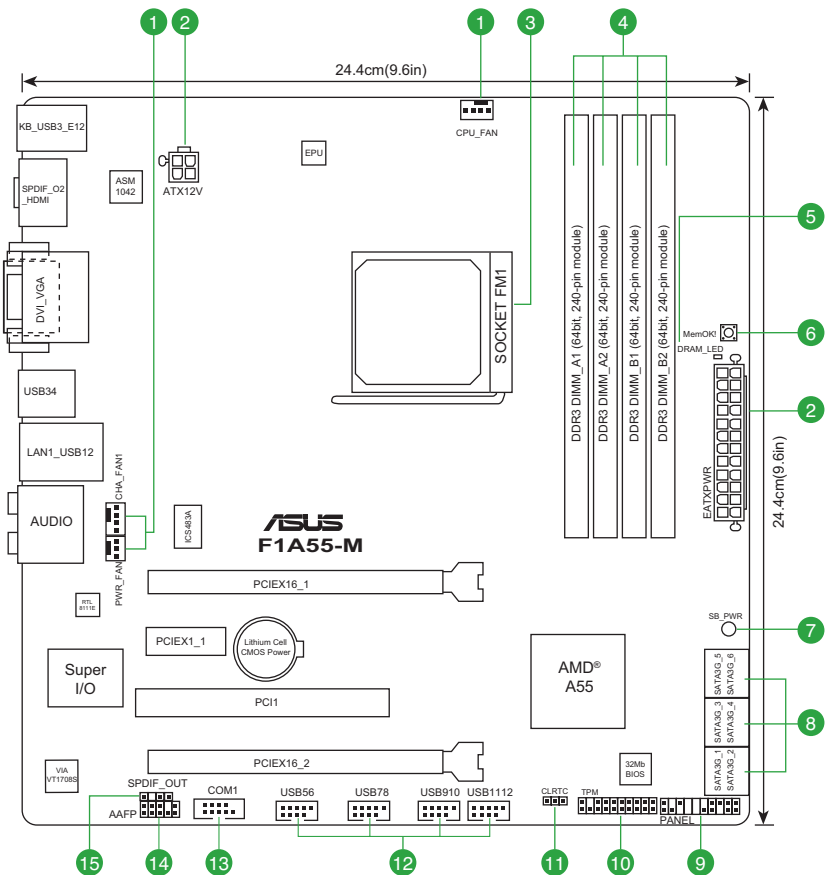 1
2
1
3
4
24.4cm(9.6in)
KB_USB3_E12
CPU_FAN
EPU
ASM
1042
ATX12V
SPDIF_O2
_HDMI
DVI_VGA
SOCKET FM1
DDR3 DIMM_A1 (64bit, 240-pin module)
DDR3 DIMM_A2 (64bit, 240-pin module)
DDR3 DIMM_B1 (64bit, 240-pin module)
DDR3 DIMM_B2 (64bit, 240-pin module)
5
MemOK!
6
DRAM_LED
USB34
2
EATXPWR
24.4cm(9.6in)
LAN1_USB12
CHA_FAN1
AUDIO
ICS483A
ASUS
F1A55-M
PWR_FAN
PCIEX16_1
RTL
8111E
SB_PWR
7
PCIEX1_1
Lithium Cell
CMOS Power
Super
I/O
AMD®
A55
SATA3G_5
SATA3G_6
PCI1
SATA3G_3
SATA3G_4
8
PCIEX16_2
VIA
VT1708S
32Mb
BIOS
SATA3G_1
SATA3G_2
SPDIF_OUT
COM1
USB56
USB78
USB910
USB1112
CLRTC
TPM
AAFP
PANEL
15
14
13
12
11
10
9